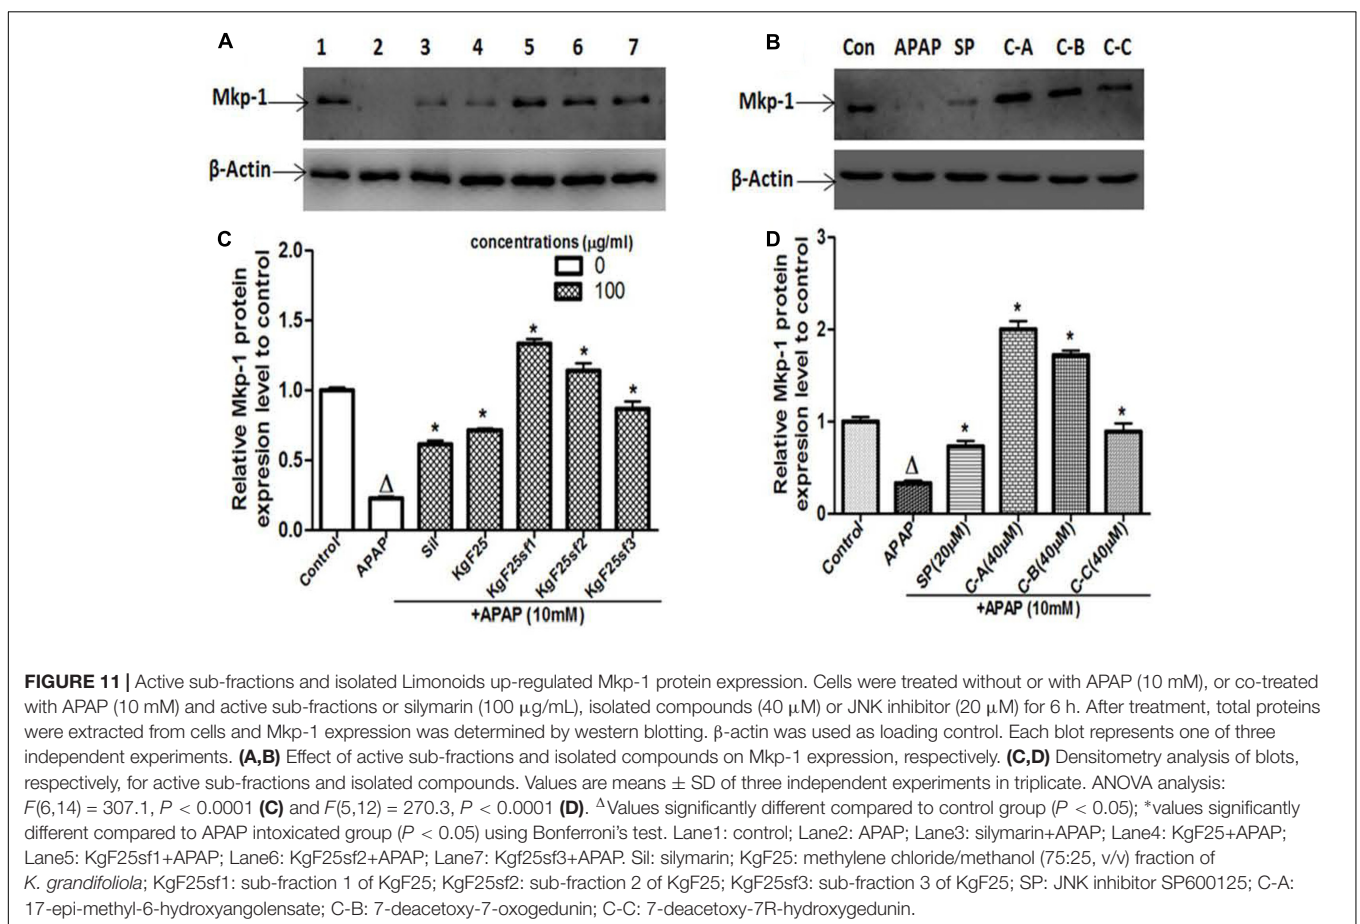 A
1 2 3 4 5 6 7
Mkp-1
β-Actin
B
Con APAP SP C-A C-B C-C
Mkp-1
β-Actin
C
concentrations (μg/ml)
0
100
Relative Mkp-1 protein
expresion level to control
2.0
1.5
1.0
0.5
0.0
Δ
*
*
*
*
*
Control
APAP
Sil
KgF25
KgF25sf1
KgF25sf2
KgF25sf3
+APAP (10mM)
D
Relative Mkp-1 protein
expresion level to control
3
2
1
0
Δ
*
*
*
*
Control
APAP
SP(20μM)
C-A(40μM)
C-B(40μM)
C-C(40μM)
+APAP (10mM)
FIGURE 11 | Active sub-fractions and isolated Limonoids up-regulated Mkp-1 protein expression. Cells were treated without or with APAP (10 mM), or co-treated
with APAP (10 mM) and active sub-fractions or silymarin (100 μg/mL), isolated compounds (40 μM) or JNK inhibitor (20 μM) for 6 h. After treatment, total proteins
were extracted from cells and Mkp-1 expression was determined by western blotting. β-actin was used as loading control. Each blot represents one of three
independent experiments. (A,B) Effect of active sub-fractions and isolated compounds on Mkp-1 expression, respectively. (C,D) Densitometry analysis of blots,
respectively, for active sub-fractions and isolated compounds. Values are means ± SD of three independent experiments in triplicate. ANOVA analysis:
F(6,14) = 307.1, P < 0.0001 (C) and F(5,12) = 270.3, P < 0.0001 (D). ΔValues significantly different compared to control group (P < 0.05); *values significantly
different compared to APAP intoxicated group (P < 0.05) using Bonferroni's test. Lane1: control; Lane2: APAP; Lane3: silymarin+APAP; Lane4: KgF25+APAP;
Lane5: KgF25sf1+APAP; Lane6: KgF25sf2+APAP; Lane7: Kgf25sf3+APAP. Sil: silymarin; KgF25: methylene chloride/methanol (75:25, v/v) fraction of
K. grandifoliola; KgF25sf1: sub-fraction 1 of KgF25; KgF25sf2: sub-fraction 2 of KgF25; KgF25sf3: sub-fraction 3 of KgF25; SP: JNK inhibitor SP600125; C-A:
17-epi-methyl-6-hydroxyangolensate; C-B: 7-deacetoxy-7-oxogedunin; C-C: 7-deacetoxy-7R-hydroxygedunin.